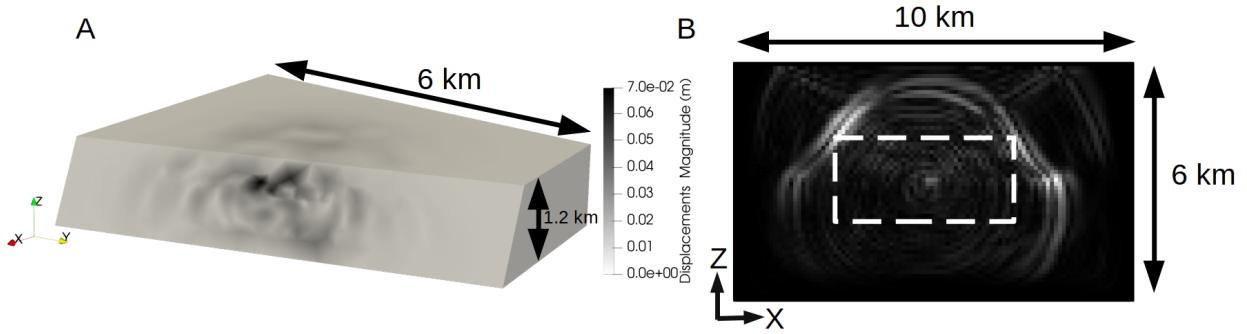 A
6 km
7.0e-02
0.06
0.05
0.04
0.03
0.02
0.01
0.0e+00
Displacements Magnitude (m)
1.2 km
Z
X
Y
B
10 km
6 km
Z
X